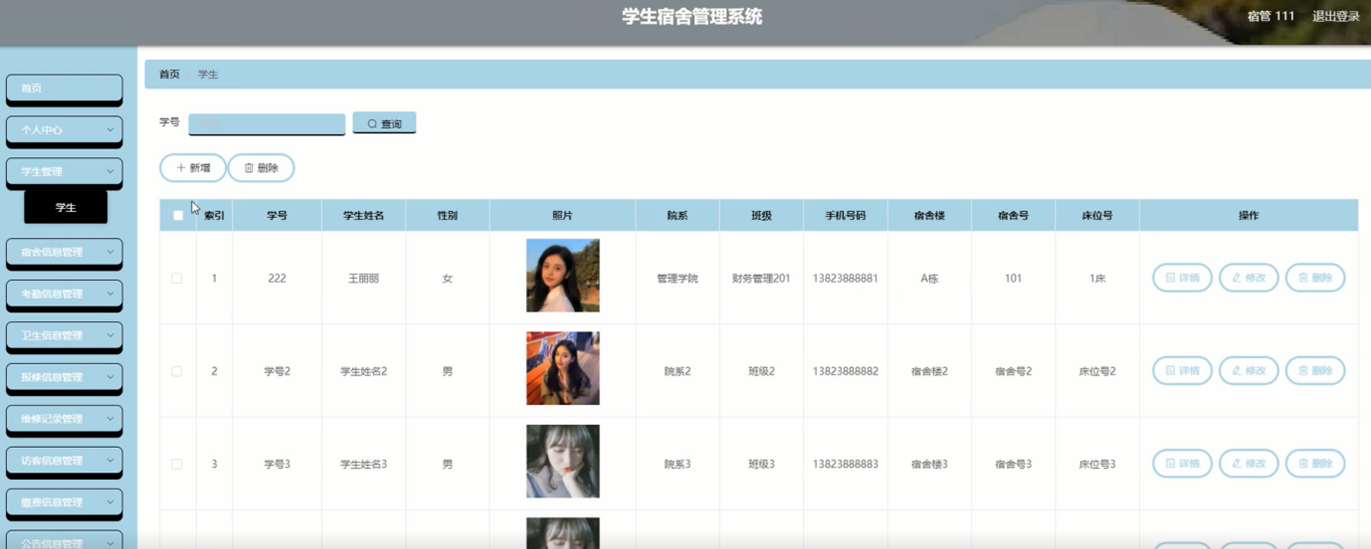 学生宿舍管理系统
宿管 111 退出登录
首页
个人中心
学生管理
学生
宿舍信息管理
考勤信息管理
卫生信息管理
报修信息管理
维修记录管理
访客信息管理
缴费信息管理
公告信息管理
首页 学生
学号 查询
新增 删除
索引 学号 学生姓名 性别 照片 院系 班级 手机号码 宿舍楼 宿舍号 床位号 操作
1 222 王丽丽 女 管理学院 财务管理201 13823888881 A栋 101 1床 详情 修改 删除
2 学号2 学生姓名2 男 院系2 班级2 13823888882 宿舍楼2 宿舍号2 床位号2 详情 修改 删除
3 学号3 学生姓名3 男 院系3 班级3 13823888883 宿舍楼3 宿舍号3 床位号3 详情 修改 删除